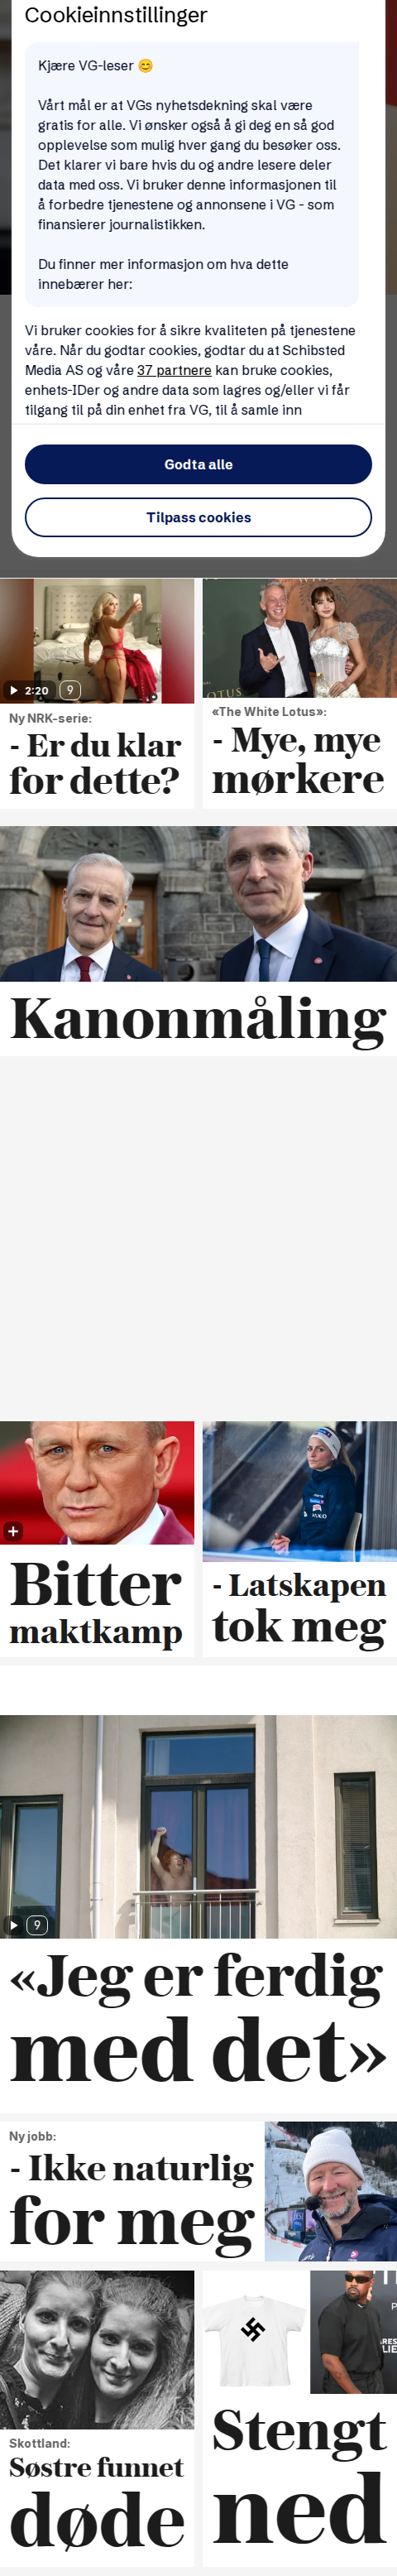 Cookieinnstillinger
Kjære VG-leser 😊
Vårt mål er at VGs nyhetsdekning skal være
gratis for alle. Vi ønsker også å gi deg en så god
opplevelse som mulig hver gang du besøker oss.
Det klarer vi bare hvis du og andre lesere deler
data med oss. Vi bruker denne informasjonen til
å forbedre tjenestene og annonsene i VG - som
finansierer journalistikken.
Du finner mer informasjon om hva dette
innebærer her:
Vi bruker cookies for å sikre kvaliteten på tjenestene
våre. Når du godtar cookies, godtar du at Schibsted
Media AS og våre 37 partnere kan bruke cookies,
enhets-IDer og andre data som lagres og/eller vi får
tilgang til på din enhet fra VG, til å samle inn
Godta alle
Tilpass cookies
2:20
9
Ny NRK-serie:
- Er du klar
for dette?
LOTUS
«The White Lotus»:
- Mye, mye
mørkere
Kanonmåling
Bitter
maktkamp
- Latskapen
tok meg
9
«Jeg er ferdig
med det»
Ny jobb:
- Ikke naturlig
for meg
Skottland:
Søstre funnet
døde
Stengt
ned